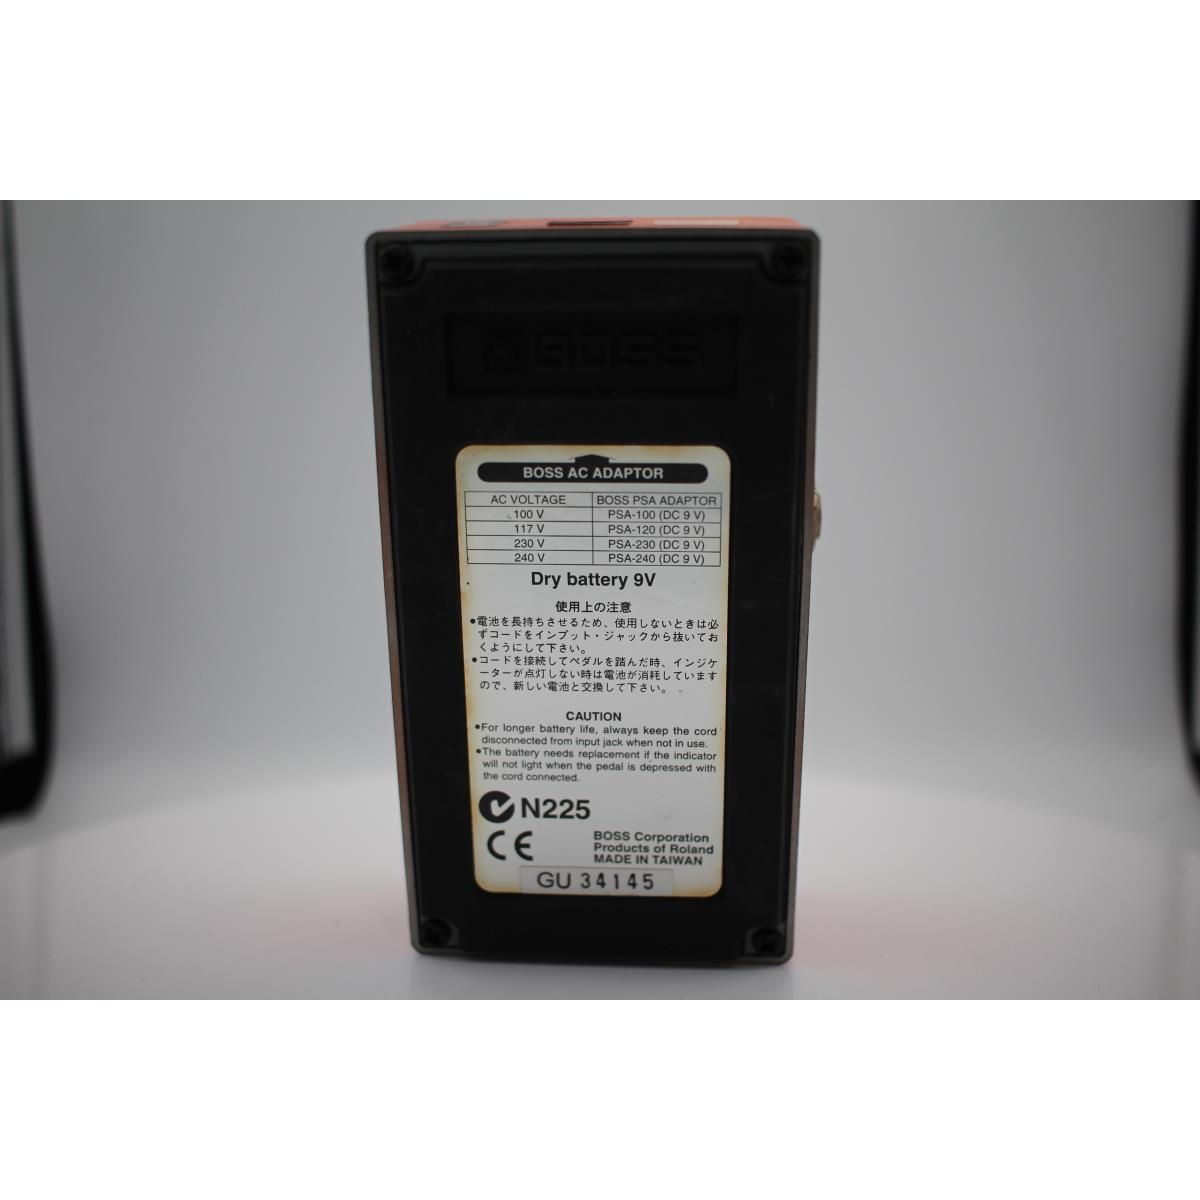 BOSS
BOSS AC ADAPTOR
AC VOLTAGE BOSS PSA ADAPTOR
100 V PSA-100 (DC 9 V)
117 V PSA-120 (DC 9 V)
230 V PSA-230 (DC 9 V)
240 V PSA-240 (DC 9 V)
Dry battery 9V
使用上の注意
●電池を長持ちさせるため、使用しないときは必
ずコードをインプット・ジャックから抜いてお
くようにして下さい。
●コードを接続してペダルを踏んだ時、インジケ
ーターが点灯しない時は電池が消耗しています
ので、新しい電池と交換して下さい。
CAUTION
●For longer battery life, always keep the cord
disconnected from input jack when not in use.
●The battery needs replacement if the indicator
will not light when the pedal is depressed with
the cord connected.
N225
CE
BOSS Corporation
Products of Roland
MADE IN TAIWAN
GU 34145